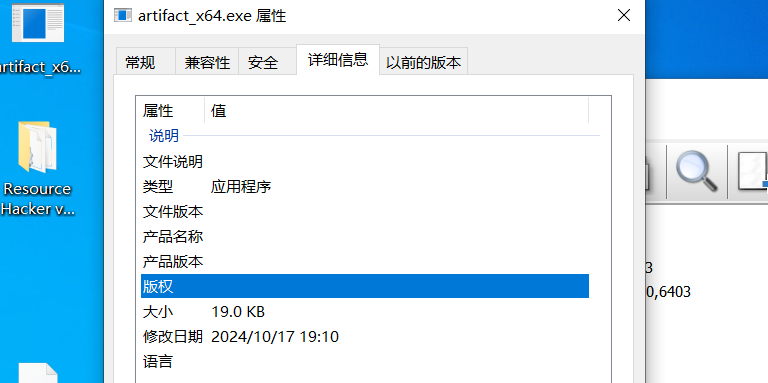 artifact_x64.exe 属性
常规 兼容性 安全 详细信息 以前的版本
artifact_x6...
Resource
Hacker v...
属性 值
说明
文件说明
类型 应用程序
文件版本
产品名称
产品版本
版权
大小 19.0 KB
修改日期 2024/10/17 19:10
语言
3
0,6403